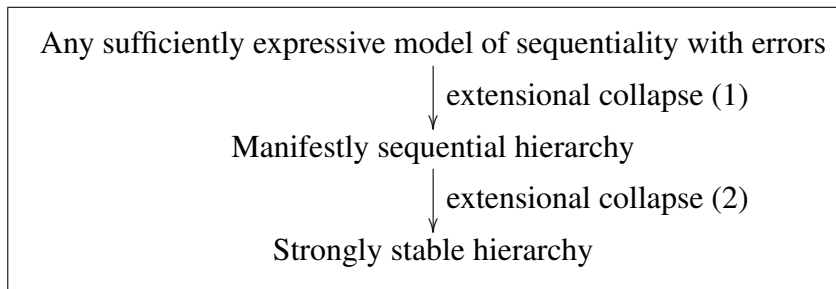 Any sufficiently expressive model of sequentiality with errors
extensional collapse (1)
Manifestly sequential hierarchy
extensional collapse (2)
Strongly stable hierarchy